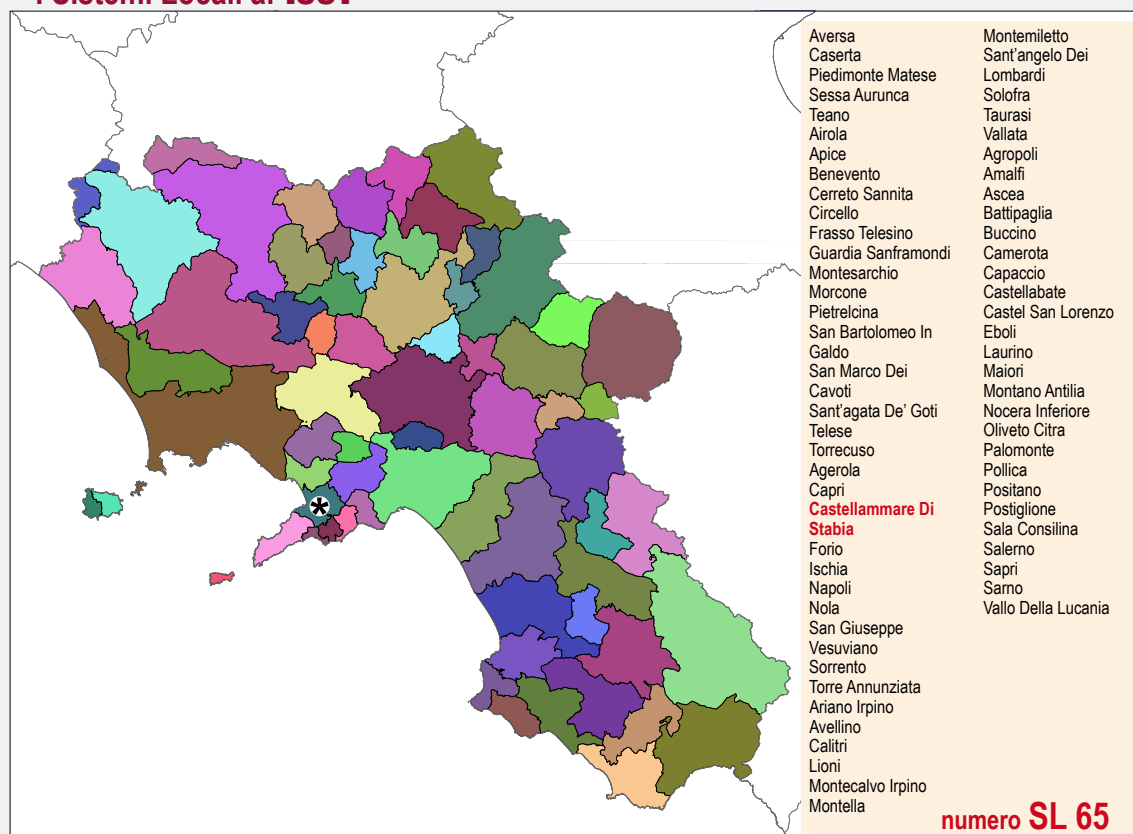 i Sistemi Locali di
Aversa
Caserta
Piedimonte Matese
Sessa Aurunca
Teano
Airola
Apice
Benevento
Cerreto Sannita
Circello
Frasso Telesino
Guardia Sanframondi
Montesarchio
Morcone
Pietrelcina
San Bartolomeo In
Galdo
San Marco Dei
Cavoti
Sant'agata De' Goti
Telese
Torrecuso
Agerola
Capri
Castellammare Di
Stabia
Forio
Ischia
Napoli
Nola
San Giuseppe
Vesuviano
Sorrento
Torre Annunziata
Ariano Irpino
Avellino
Calitri
Lioni
Montecalvo Irpino
Montella
Montemiletto
Sant'angelo Dei
Lombardi
Solofra
Taurasi
Vallata
Agropoli
Amalfi
Ascea
Battipaglia
Buccino
Camerota
Capaccio
Castellabate
Castel San Lorenzo
Eboli
Laurino
Maiori
Montano Antilia
Nocera Inferiore
Oliveto Citra
Palomonte
Pollica
Positano
Postiglione
Sala Consilina
Salerno
Sapri
Sarno
Vallo Della Lucania
numero SL 65
*